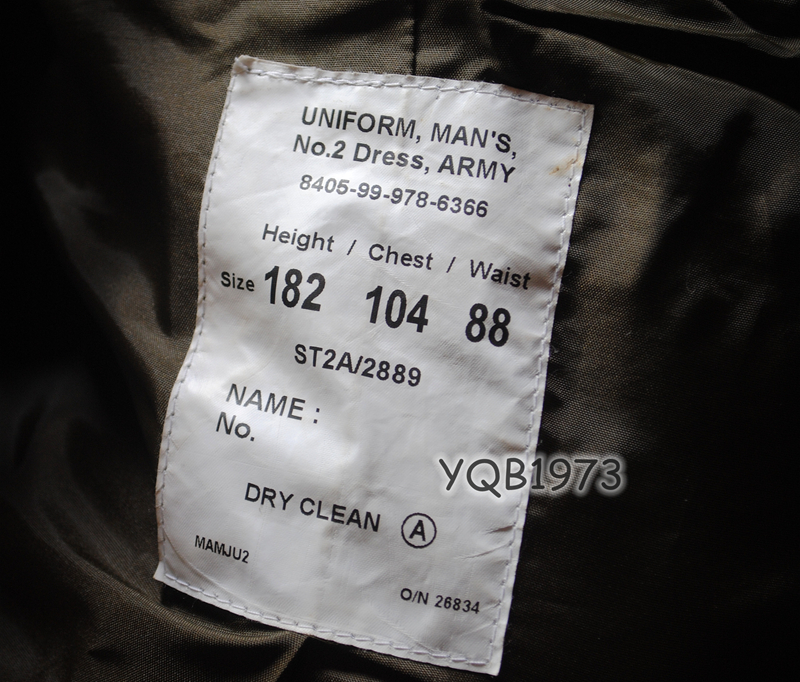 UNIFORM, MAN'S,
No.2 Dress, ARMY
8405-99-978-6366
Height / Chest / Waist
Size 182 104 88
ST2A/2889
NAME :
No.
YQB1973
DRY CLEAN A
MAMJU2
O/N 26834